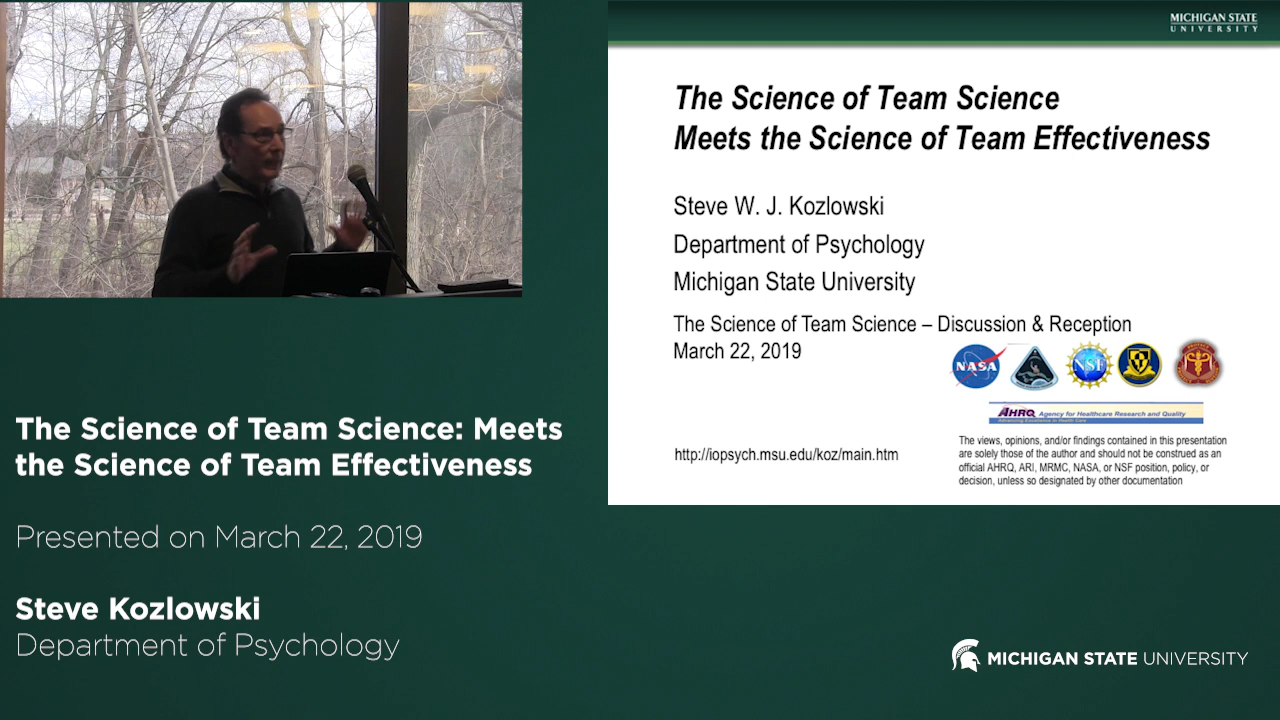 MICHIGAN STATE
UNIVERSITY
The Science of Team Science
Meets the Science of Team Effectiveness
Steve W. J. Kozlowski
Department of Psychology
Michigan State University
The Science of Team Science – Discussion & Reception
March 22, 2019
NASA
NSF
AHRQ Agency for Healthcare Research and Quality
Advancing Excellence in Health Care
http://iopsych.msu.edu/koz/main.htm
The views, opinions, and/or findings contained in this presentation
are solely those of the author and should not be construed as an
official AHRQ, ARI, MRMC, NASA, or NSF position, policy, or
decision, unless so designated by other documentation
The Science of Team Science: Meets
the Science of Team Effectiveness
Presented on March 22, 2019
Steve Kozlowski
Department of Psychology
MICHIGAN STATE UNIVERSITY